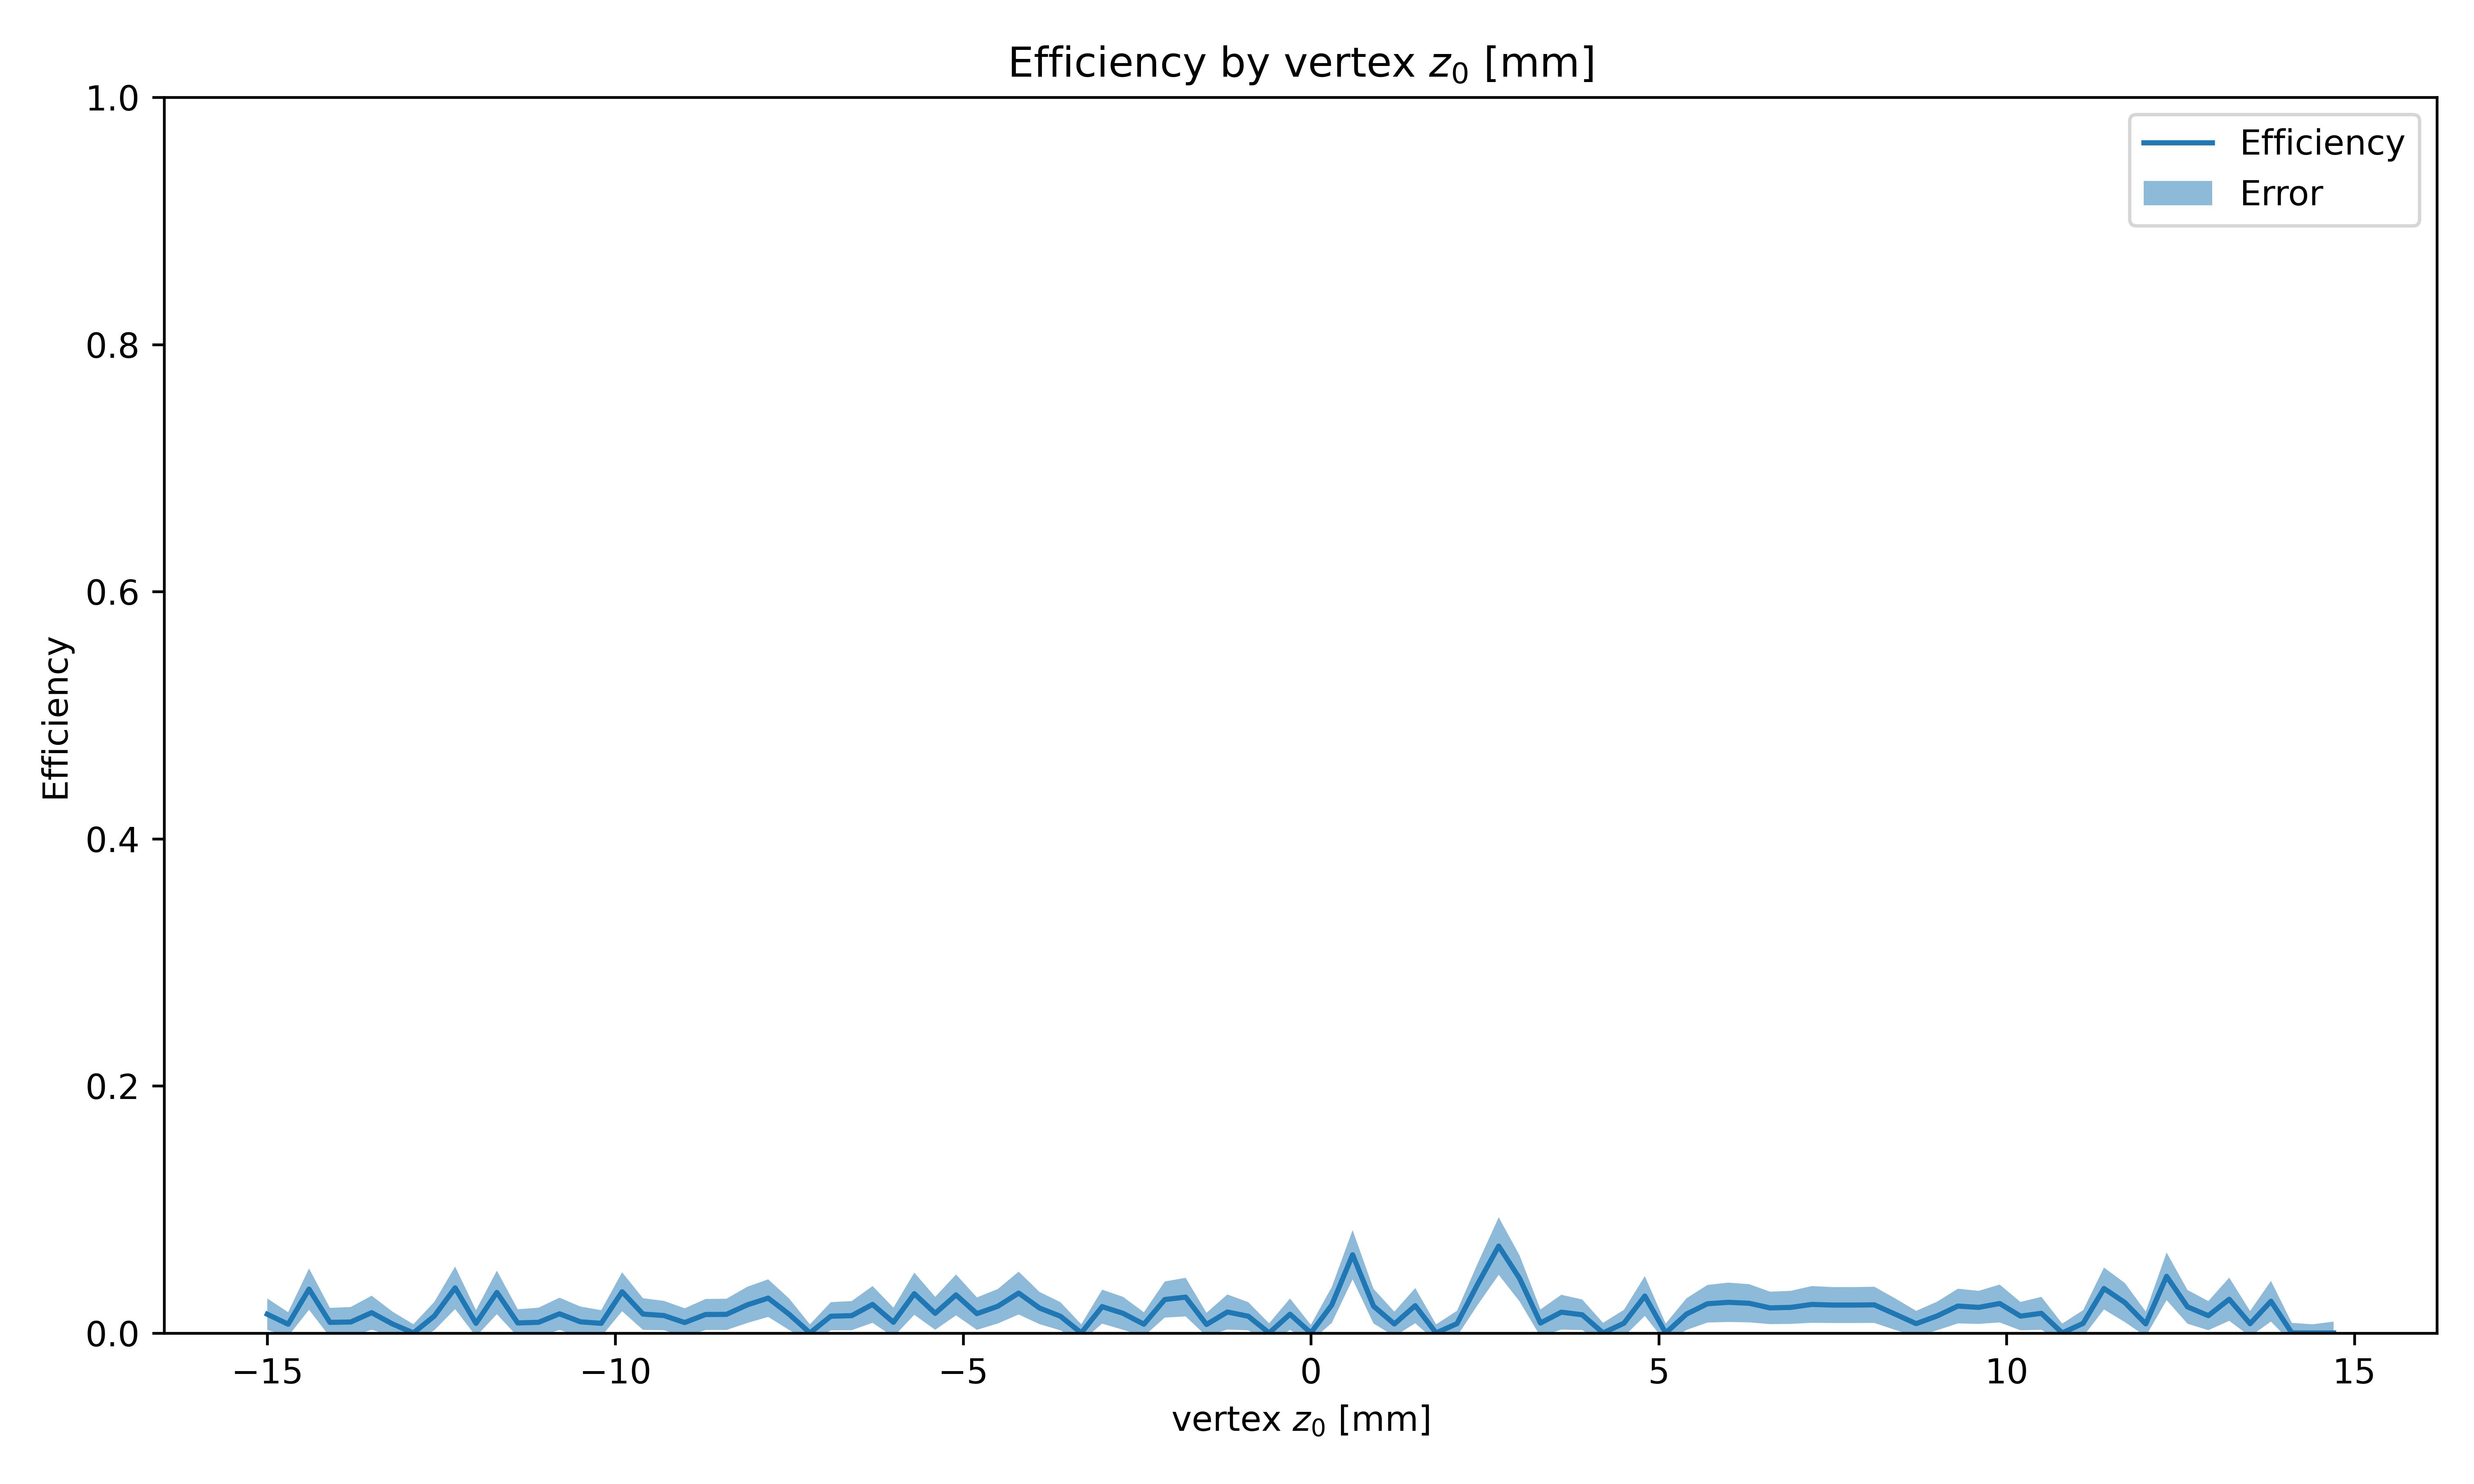 Efficiency by vertex z₀ [mm]
1.0
0.8
0.6
0.4
0.2
0.0
Efficiency
Efficiency
Error
−15
−10
−5
0
5
10
15
vertex z₀ [mm]